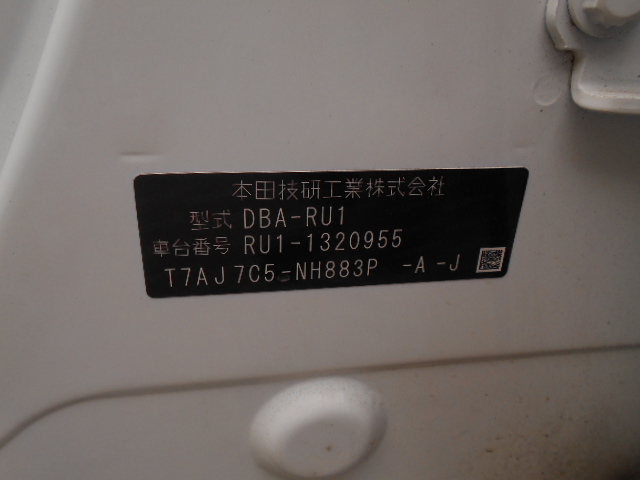 本田技研工業株式会社
型式 DBA-RU1
車台番号 RU1-1320955
T7AJ7C5-NH883P -A-J